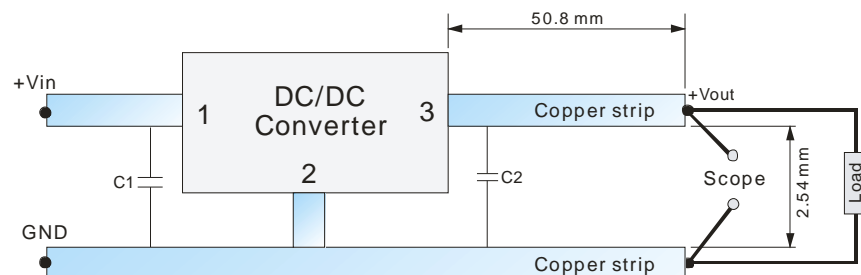 50.8 mm
+Vin
DC/DC
Converter
1
3
2
Copper strip
+Vout
C1
C2
Scope
2.54 mm
Load
GND
Copper strip